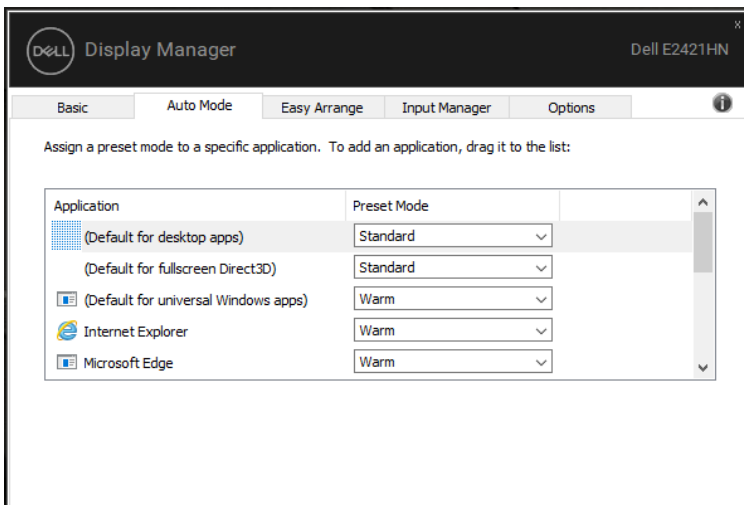 x
DELL Display Manager Dell E2421HN
Basic Auto Mode Easy Arrange Input Manager Options i
Assign a preset mode to a specific application. To add an application, drag it to the list:
Application Preset Mode
(Default for desktop apps) Standard
(Default for fullscreen Direct3D) Standard
(Default for universal Windows apps) Warm
Internet Explorer Warm
Microsoft Edge Warm